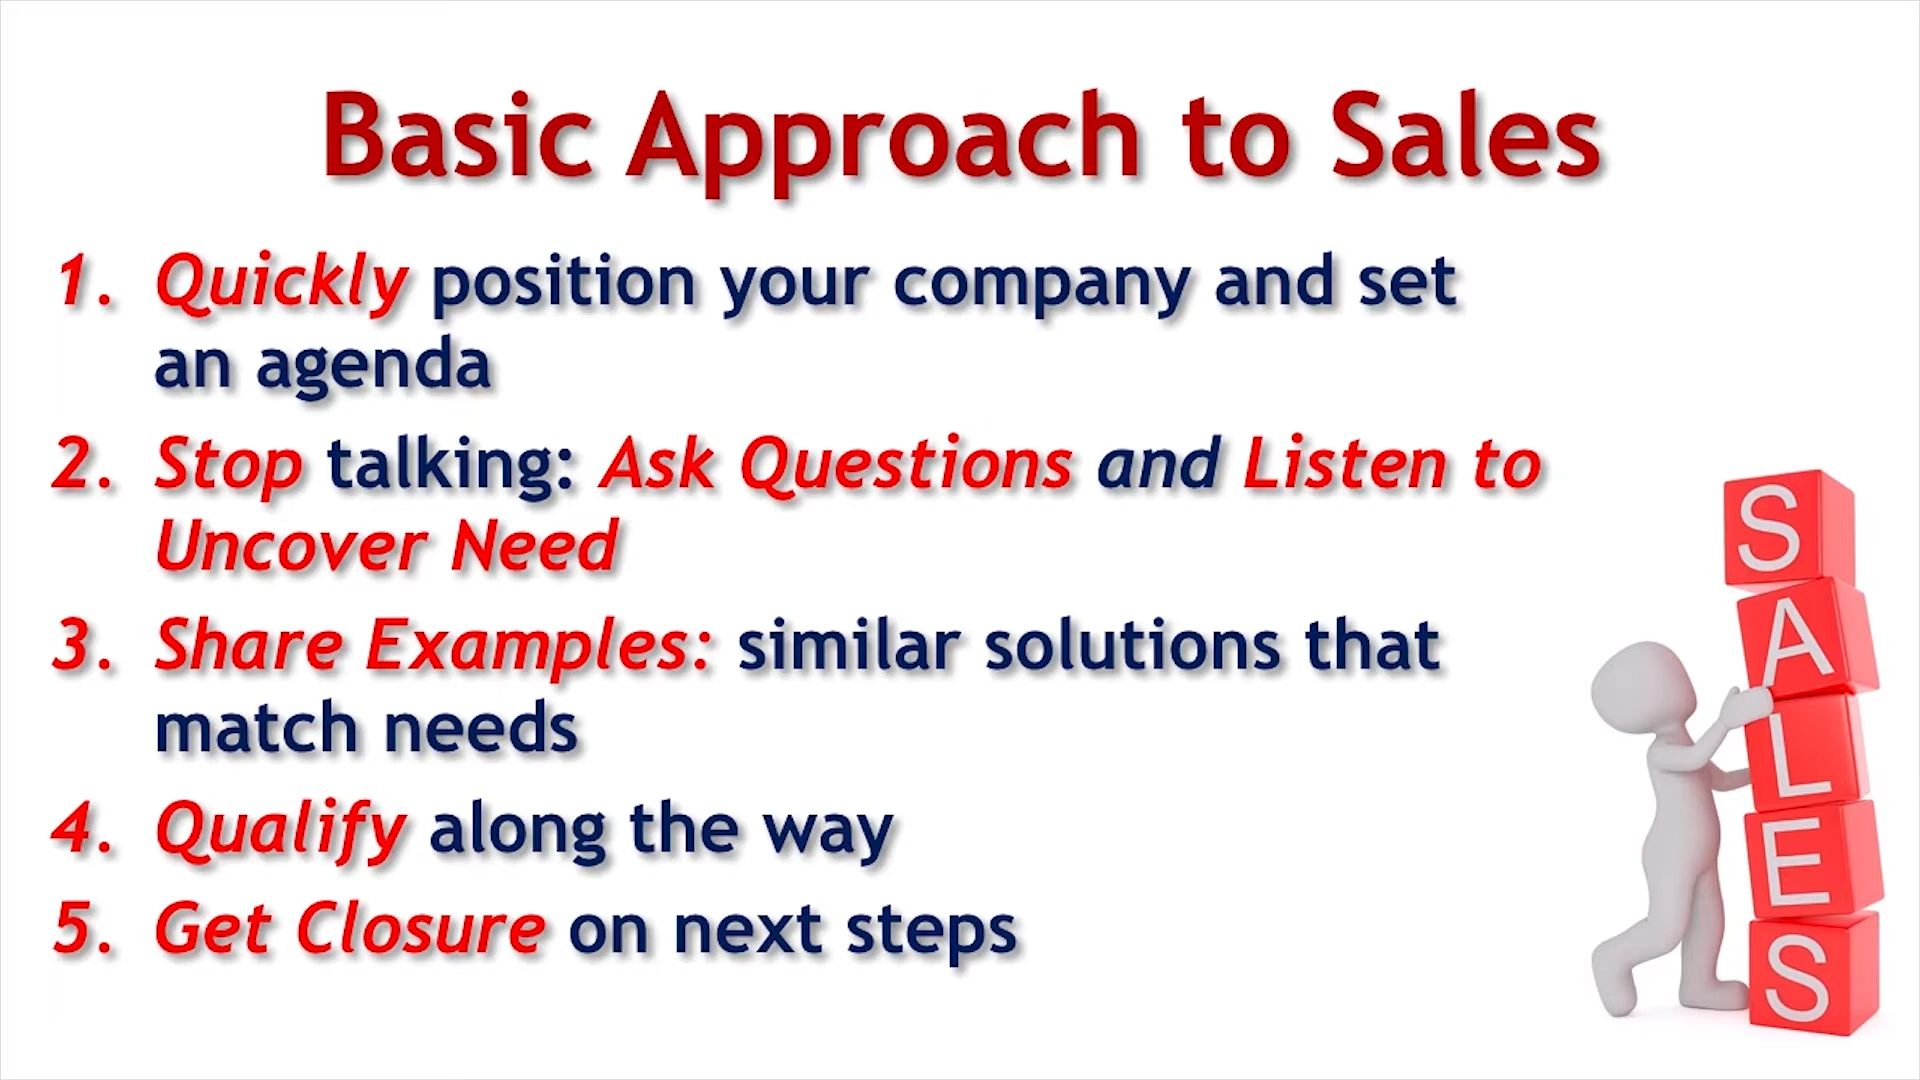 Basic Approach to Sales
1. Quickly position your company and set
an agenda
2. Stop talking: Ask Questions and Listen to
Uncover Need
3. Share Examples: similar solutions that
match needs
4. Qualify along the way
5. Get Closure on next steps
S
A
L
E
S